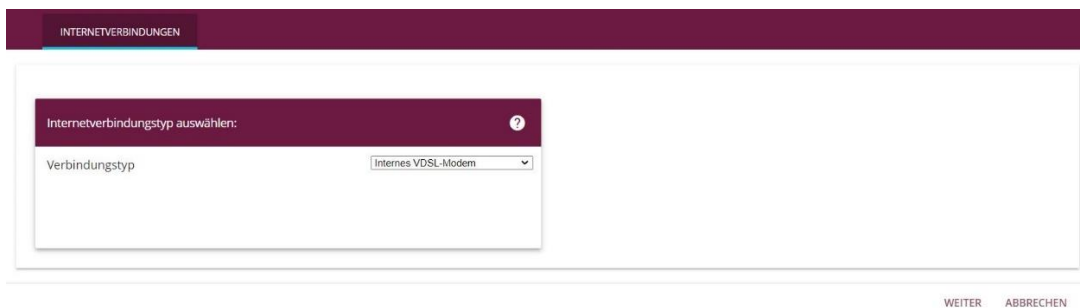 INTERNETVERBINDUNGEN
Internetverbindungstyp auswählen:
?
Verbindungstyp Internes VDSL-Modem
WEITER ABBRECHEN